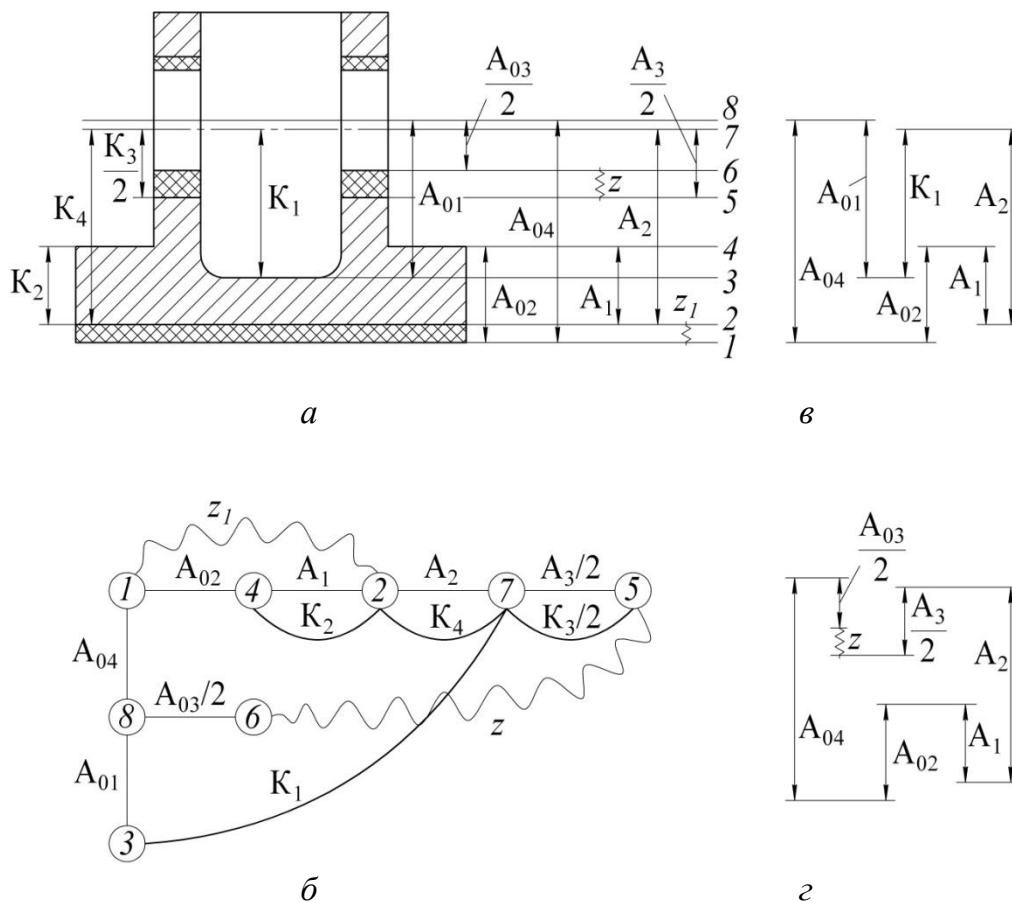 A₀₃/2
A₃/2
8
7
6
5
4
3
2
1
K₃/2
K₄
K₁
K₂
A₀₁
A₀₄
A₂
A₀₂
A₁
z
z₁
а
A₀₁
K₁
A₂
A₀₄
A₀₂
A₁
в
z₁
1
A₀₂
4
A₁
2
A₂
7
A₃/2
5
K₂
K₄
K₃/2
A₀₄
8
A₀₃/2
6
z
A₀₁
K₁
3
б
A₀₃/2
z
A₃/2
A₂
A₀₄
A₀₂
A₁
г